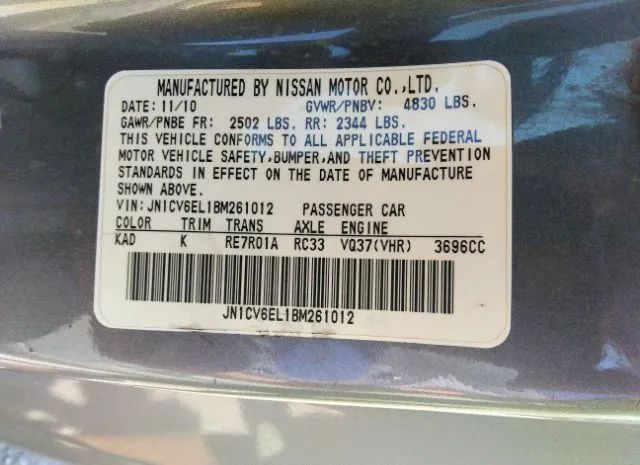 MANUFACTURED BY NISSAN MOTOR CO.,LTD.
DATE: 11/10 GVWR/PNBV: 4830 LBS.
GAWR/PNBE FR: 2502 LBS. RR: 2344 LBS.
THIS VEHICLE CONFORMS TO ALL APPLICABLE FEDERAL
MOTOR VEHICLE SAFETY,BUMPER,AND THEFT PREVENTION
STANDARDS IN EFFECT ON THE DATE OF MANUFACTURE
SHOWN ABOVE.
VIN:JN1CV6EL1BM261012 PASSENGER CAR
COLOR TRIM TRANS AXLE ENGINE
KAD K RE7R01A RC33 VQ37(VHR) 3696CC
JN1CV6EL1BM261012